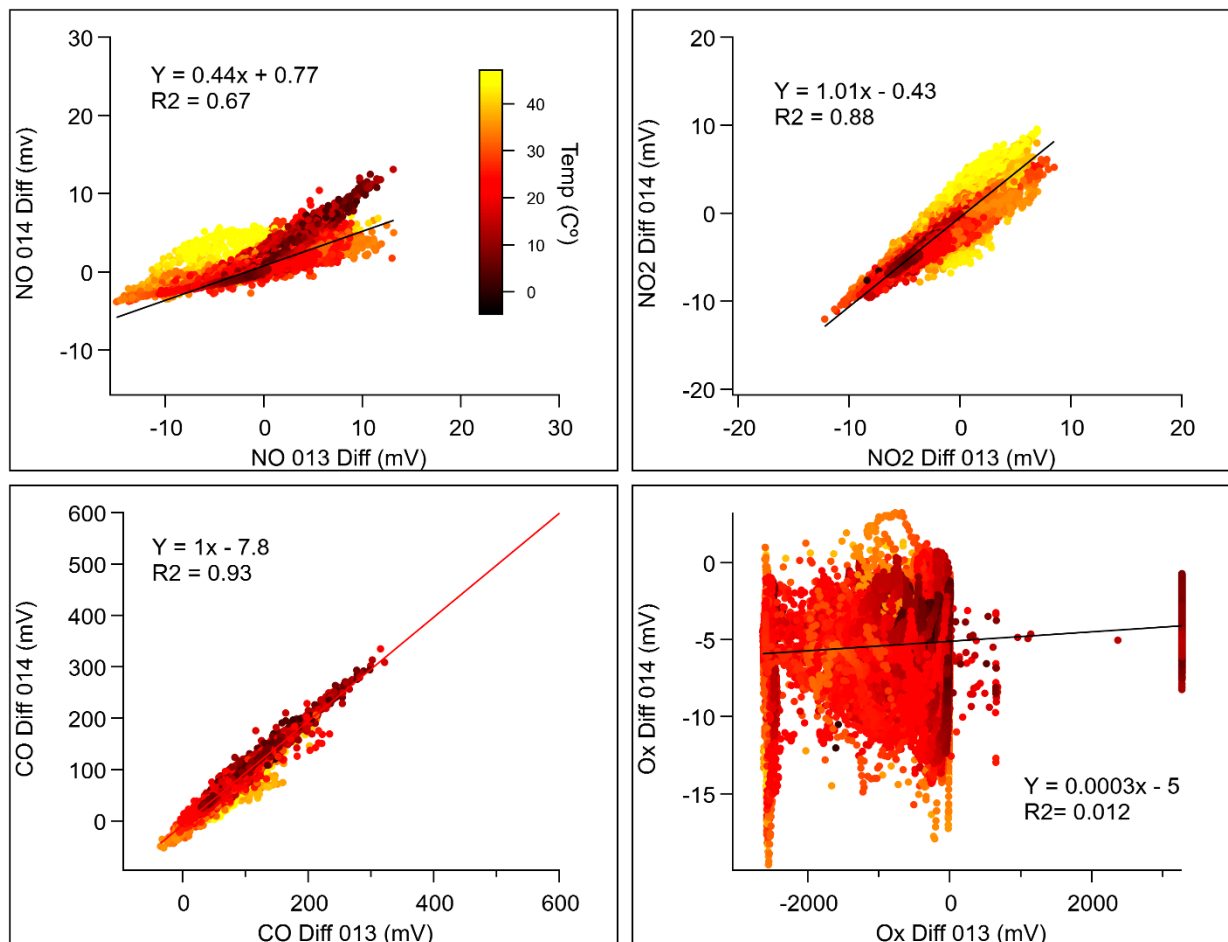 30
20
10
0
-10
NO 014 Diff (mv)
Y = 0.44x + 0.77
R2 = 0.67
40
30
20
10
0
Temp (Cº)
-10
0
10
20
30
NO 013 Diff (mV)
20
10
0
-10
-20
NO2 Diff 014 (mV)
Y = 1.01x - 0.43
R2 = 0.88
-20
-10
0
10
20
NO2 Diff 013 (mV)
600
500
400
300
200
100
0
CO Diff 014 (mV)
Y = 1x - 7.8
R2 = 0.93
0
200
400
600
CO Diff 013 (mV)
0
-5
-10
-15
Ox Diff 014 (mV)
Y = 0.0003x - 5
R2= 0.012
-2000
0
2000
Ox Diff 013 (mV)